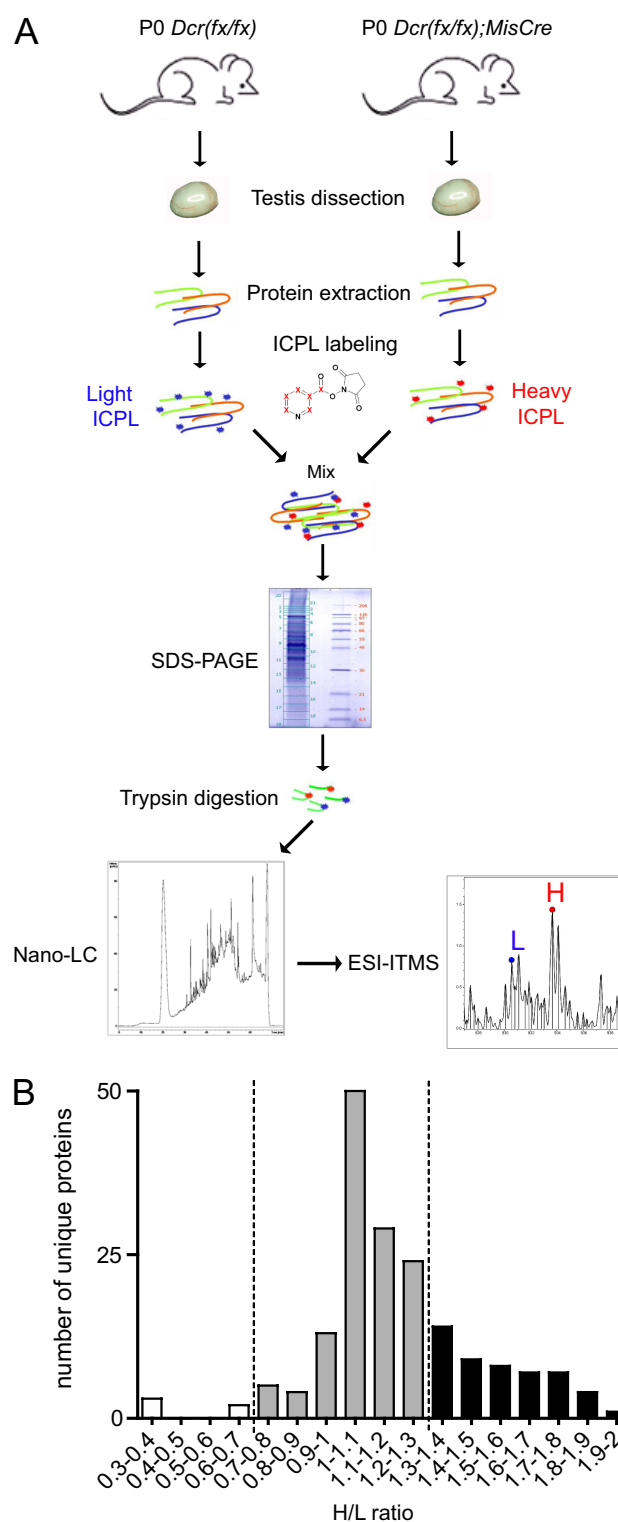 A
P0 Dcr(fx/fx)
P0 Dcr(fx/fx);MisCre
Testis dissection
Protein extraction
ICPL labeling
Light
ICPL
Heavy
ICPL
Mix
SDS-PAGE
Trypsin digestion
Nano-LC
ESI-ITMS
L
H
B
number of unique proteins
50
25
0
0.3-0.4
0.4-0.5
0.5-0.6
0.6-0.7
0.7-0.8
0.8-0.9
0.9-1
1-1.1
1.1-1.2
1.2-1.3
1.3-1.4
1.4-1.5
1.5-1.6
1.6-1.7
1.7-1.8
1.8-1.9
1.9-2
H/L ratio